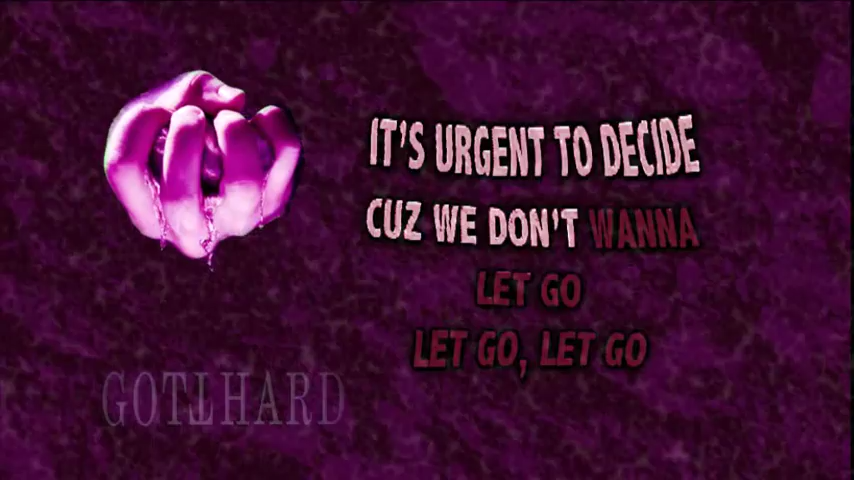 IT'S URGENT TO DECIDE
CUZ WE DON'T WANNA
LET GO
LET GO, LET GO
GOTTHARD